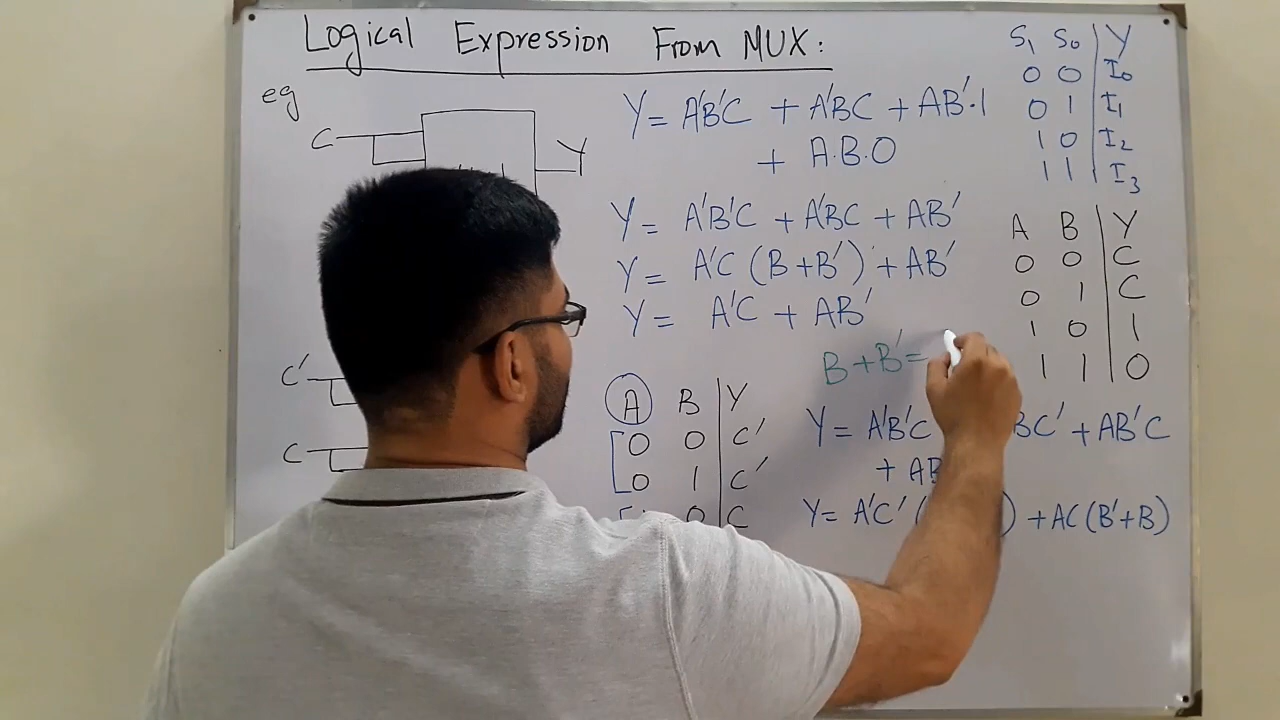 Logical Expression From MUX:
eg
C
Y
Y = A'B'C + A'BC + AB'.1
+ A.B.0
Y = A'B'C + A'BC + AB'
Y = A'C (B+B') + AB'
Y = A'C + AB'
B+B'=
S1 S0 | Y
0 0 | I0
0 1 | I1
1 0 | I2
1 1 | I3
A B | Y
0 0 | C
0 1 | C
1 0 | 1
1 1 | 0
C'
C
A B | Y
0 0 | C'
0 1 | C'
0 | C
Y = A'B'C BC' + AB'C
+ AB
Y = A'C' ( ) + AC (B'+B)